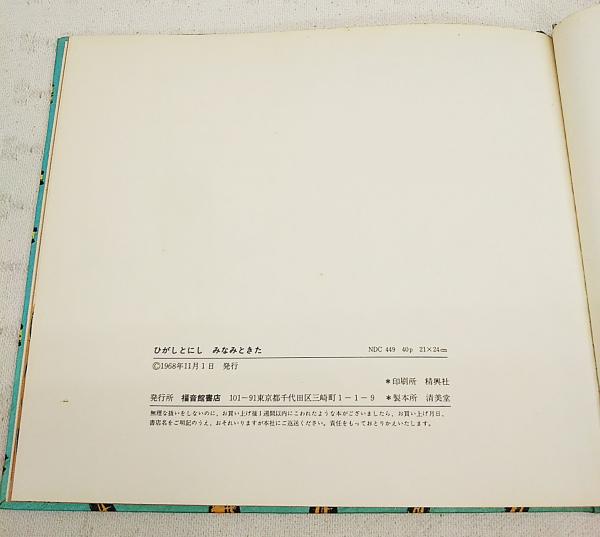 ひがしとにし　みなみときた　NDC 449　40p　21×24cm
©1968年11月1日　発行
＊印刷所　精興社
発行所　福音館書店　101－91東京都千代田区三崎町1－1－9　＊製本所　清美堂
無理な扱いをしないのに、お買い上げ後1週間以内にこわれたような本がございましたら、お買い上げ月日、
書店名をご明記のうえ、おそれいりますが本社にご返送ください。責任をもっておとりかえいたします。